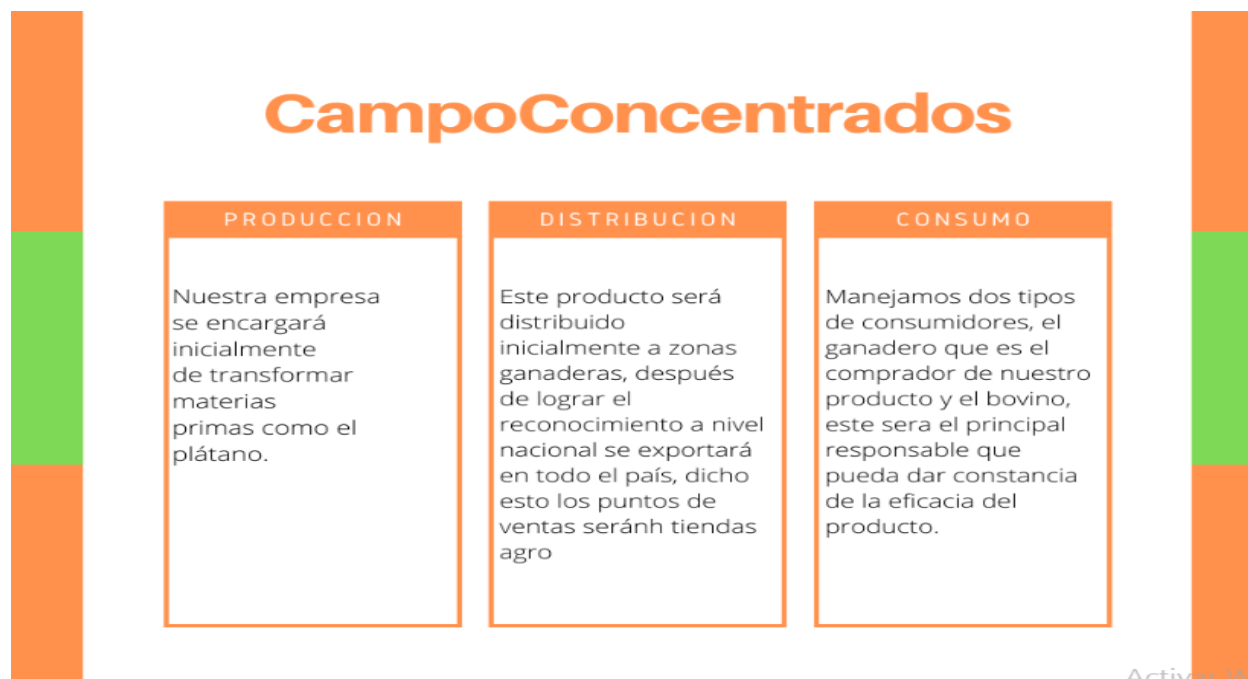 CampoConcentrados
PRODUCCION
Nuestra empresa
se encargará
inicialmente
de transformar
materias
primas como el
plátano.
DISTRIBUCION
Este producto será
distribuido
inicialmente a zonas
ganaderas, después
de lograr el
reconocimiento a nivel
nacional se exportará
en todo el país, dicho
esto los puntos de
ventas seránh tiendas
agro
CONSUMO
Manejamos dos tipos
de consumidores, el
ganadero que es el
comprador de nuestro
producto y el bovino,
este sera el principal
responsable que
pueda dar constancia
de la eficacia del
producto.